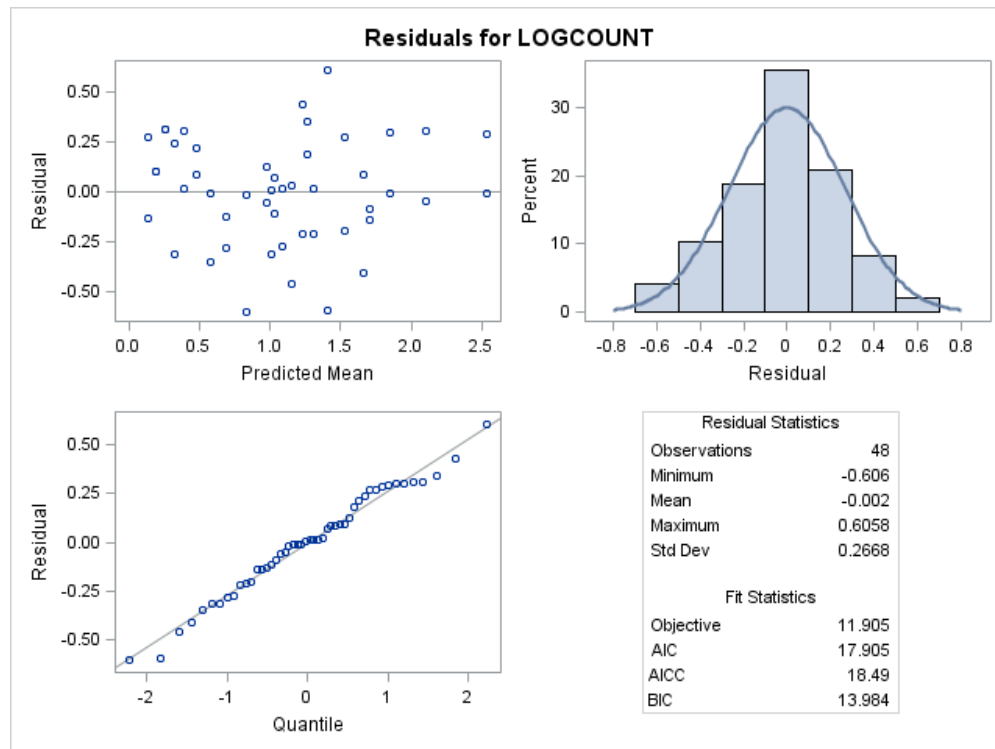 Residuals for LOGCOUNT
0.50
0.25
0.00
-0.25
-0.50
Residual
0.0 0.5 1.0 1.5 2.0 2.5
Predicted Mean
30
20
10
0
Percent
-0.8 -0.6 -0.4 -0.2 0 0.2 0.4 0.6 0.8
Residual
0.50
0.25
0.00
-0.25
-0.50
Residual
-2 -1 0 1 2
Quantile
Residual Statistics
Observations 48
Minimum -0.606
Mean -0.002
Maximum 0.6058
Std Dev 0.2668
Fit Statistics
Objective 11.905
AIC 17.905
AICC 18.49
BIC 13.984